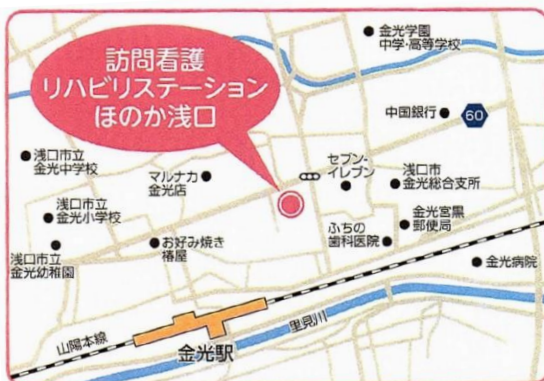 訪問看護
リハビリステーション
ほのか浅口
金光学園
中学・高等学校
中国銀行
60
浅口市立
金光中学校
マルナカ
金光店
セブン-
イレブン
浅口市
金光総合支所
浅口市立
金光小学校
お好み焼き
椿屋
ふちの
歯科医院
金光宮黒
郵便局
浅口市立
金光幼稚園
金光病院
山陽本線
金光駅
里見川